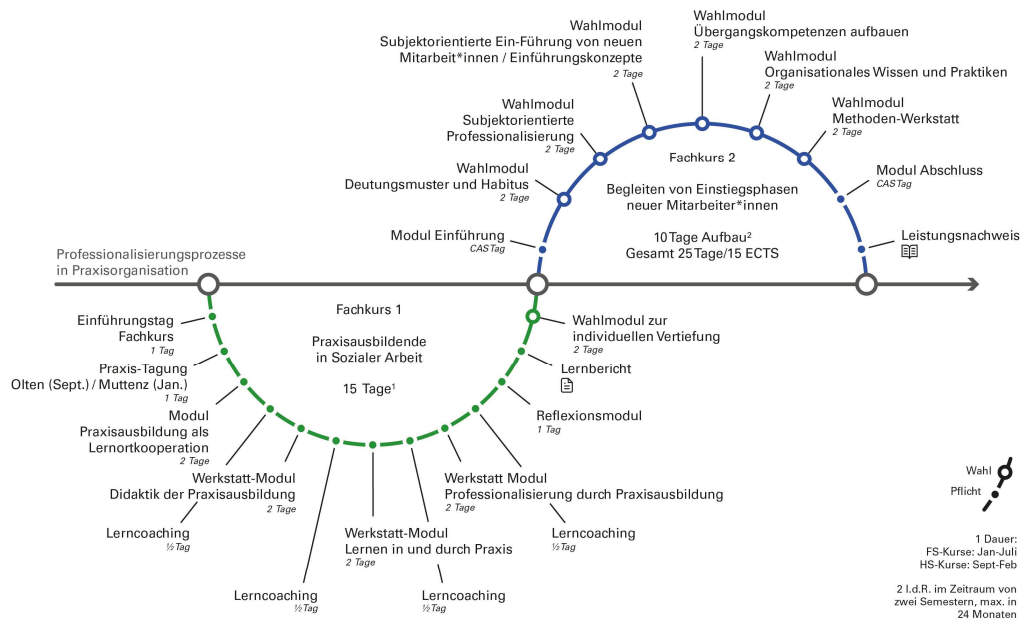 Wahlmodul
Übergangskompetenzen aufbauen
2 Tage
Wahlmodul
Subjektorientierte Ein-Führung von neuen
Mitarbeit*innen / Einführungskonzepte
2 Tage
Wahlmodul
Organisationales Wissen und Praktiken
2 Tage
Wahlmodul
Subjektorientierte
Professionalisierung
2 Tage
Wahlmodul
Methoden-Werkstatt
2 Tage
Wahlmodul
Deutungsmuster und Habitus
2 Tage
Modul Abschluss
CAS Tag
Modul Einführung
CAS Tag
Leistungsnachweis
Fachkurs 2
Begleiten von Einstiegsphasen
neuer Mitarbeiter*innen
10 Tage Aufbau²
Gesamt 25 Tage/15 ECTS
Professionalisierungsprozesse
in Praxisorganisation
Fachkurs 1
Praxisausbildende
in Sozialer Arbeit
15 Tage¹
Einführungstag
Fachkurs
1 Tag
Praxis-Tagung
Olten (Sept.) / Muttenz (Jan.)
1 Tag
Modul
Praxisausbildung als
Lernortkooperation
2 Tage
Werkstatt-Modul
Didaktik der Praxisausbildung
2 Tage
Lerncoaching
½ Tag
Lerncoaching
½ Tag
Werkstatt-Modul
Lernen in und durch Praxis
2 Tage
Lerncoaching
½ Tag
Werkstatt Modul
Professionalisierung durch Praxisausbildung
2 Tage
Lerncoaching
½ Tag
Reflexionsmodul
1 Tag
Lernbericht
Wahlmodul zur
individuellen Vertiefung
2 Tage
Wahl
Pflicht
1 Dauer:
FS-Kurse: Jan-Juli
HS-Kurse: Sept-Feb
2 I.d.R. im Zeitraum von
zwei Semestern, max. in
24 Monaten